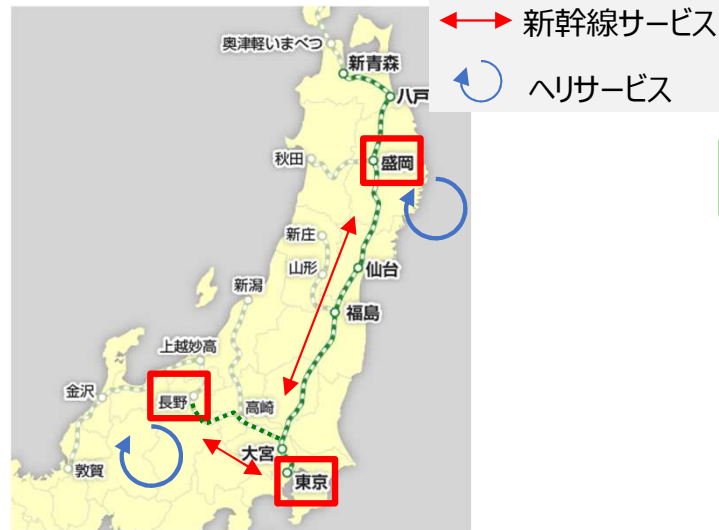 新幹線サービス
ヘリサービス
奥津軽いまべつ
新青森
八戸
秋田
盛岡
新庄
山形
仙台
新潟
福島
上越妙高
金沢
長野
高崎
大宮
敦賀
東京